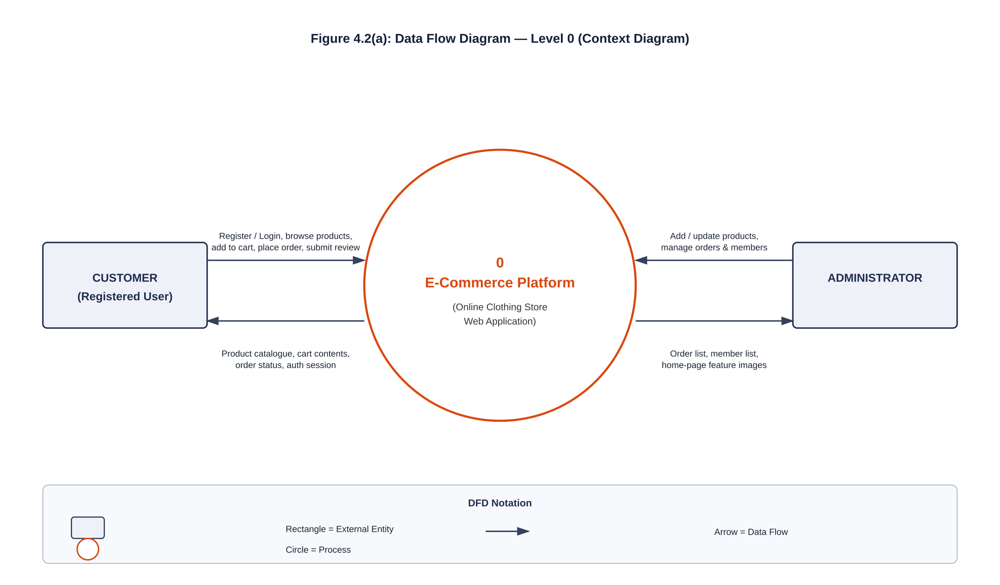 Figure 4.2(a): Data Flow Diagram — Level 0 (Context Diagram)
Register / Login, browse products,
add to cart, place order, submit review
Add / update products,
manage orders & members
CUSTOMER
(Registered User)
0
E-Commerce Platform
(Online Clothing Store
Web Application)
ADMINISTRATOR
Product catalogue, cart contents,
order status, auth session
Order list, member list,
home-page feature images
DFD Notation
Rectangle = External Entity
Arrow = Data Flow
Circle = Process